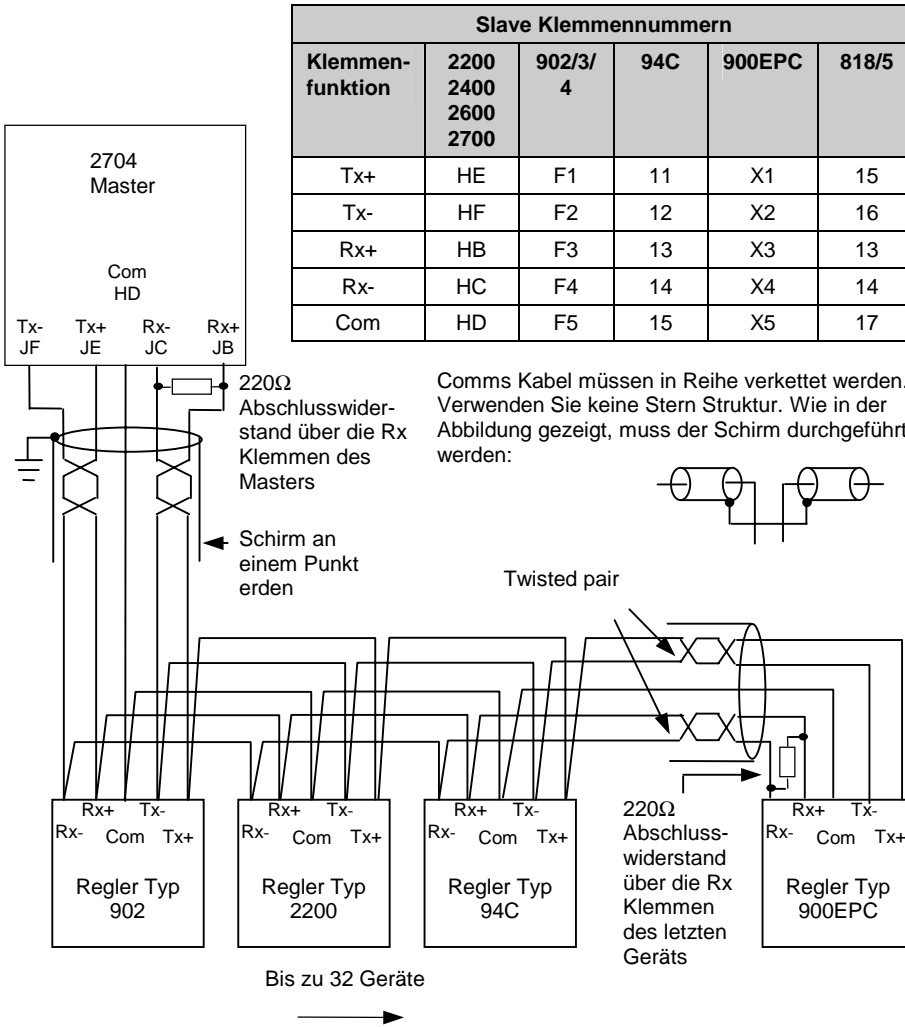 Slave Klemmennummern
Klemmen-
funktion
2200
2400
2600
2700
902/3/
4
94C
900EPC
818/5
Tx+ HE F1 11 X1 15
Tx- HF F2 12 X2 16
Rx+ HB F3 13 X3 13
Rx- HC F4 14 X4 14
Com HD F5 15 X5 17
2704
Master
Com
HD
Tx- Tx+ Rx- Rx+
JF JE JC JB
220Ω
Abschlusswider-
stand über die Rx
Klemmen des
Masters
Comms Kabel müssen in Reihe verkettet werden.
Verwenden Sie keine Stern Struktur. Wie in der
Abbildung gezeigt, muss der Schirm durchgeführt
werden:
Schirm an
einem Punkt
erden
Twisted pair
Rx+ Tx-
Rx- Com Tx+
Regler Typ
902
Rx+ Tx-
Rx- Com Tx+
Regler Typ
2200
Rx+ Tx-
Rx- Com Tx+
Regler Typ
94C
220Ω
Abschluss-
widerstand
über die Rx
Klemmen
des letzten
Geräts
Rx+ Tx-
Rx- Com Tx+
Regler Typ
900EPC
Bis zu 32 Geräte